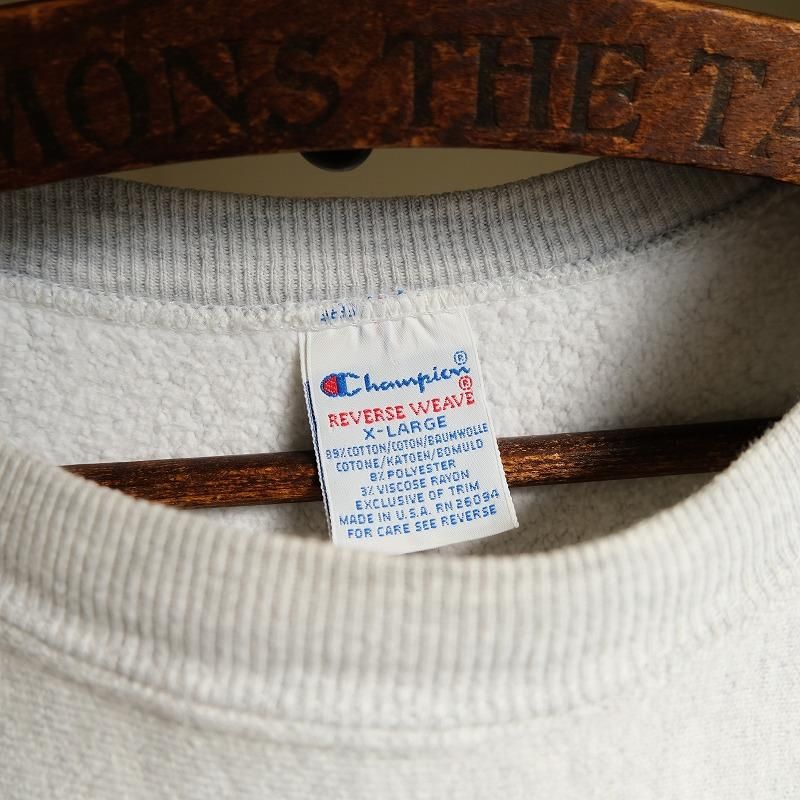 MONS THE TA
Champion®
REVERSE WEAVE®
X-LARGE
89% COTTON/COTON/BAUMWOLLE
COTONE/KATOEN/BOMULD
8% POLYESTER
3% VISCOSE RAYON
EXCLUSIVE OF TRIM
MADE IN U.S.A. RN 26094
FOR CARE SEE REVERSE